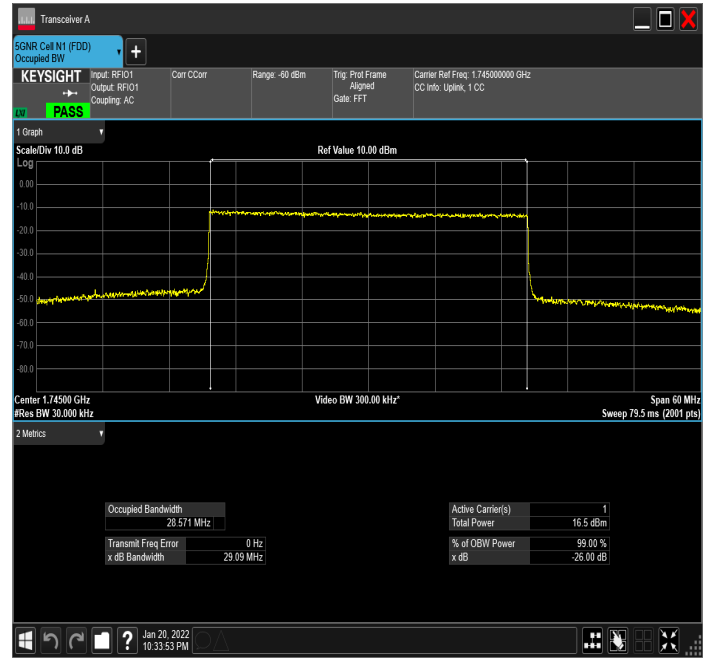 Transceiver A
5GNR Cell N1 (FDD)
Occupied BW
KEYSIGHT
LXI
PASS
Input: RFIO1
Output: RFIO1
Coupling: AC
Corr CCorr
Range: -60 dBm
Trig: Prot Frame
Aligned
Gate: FFT
Carrier Ref Freq: 1.745000000 GHz
CC Info: Uplink, 1 CC
1 Graph
Scale/Div 10.0 dB
Ref Value 10.00 dBm
Log
0.00
-10.0
-20.0
-30.0
-40.0
-50.0
-60.0
-70.0
-80.0
Center 1.74500 GHz
Video BW 300.00 kHz*
Span 60 MHz
#Res BW 30.000 kHz
Sweep 79.5 ms (2001 pts)
2 Metrics
Occupied Bandwidth
28.571 MHz
Transmit Freq Error 0 Hz
x dB Bandwidth 29.09 MHz
Active Carrier(s) 1
Total Power 16.5 dBm
% of OBW Power 99.00 %
x dB -26.00 dB
Jan 20, 2022
10:33:53 PM